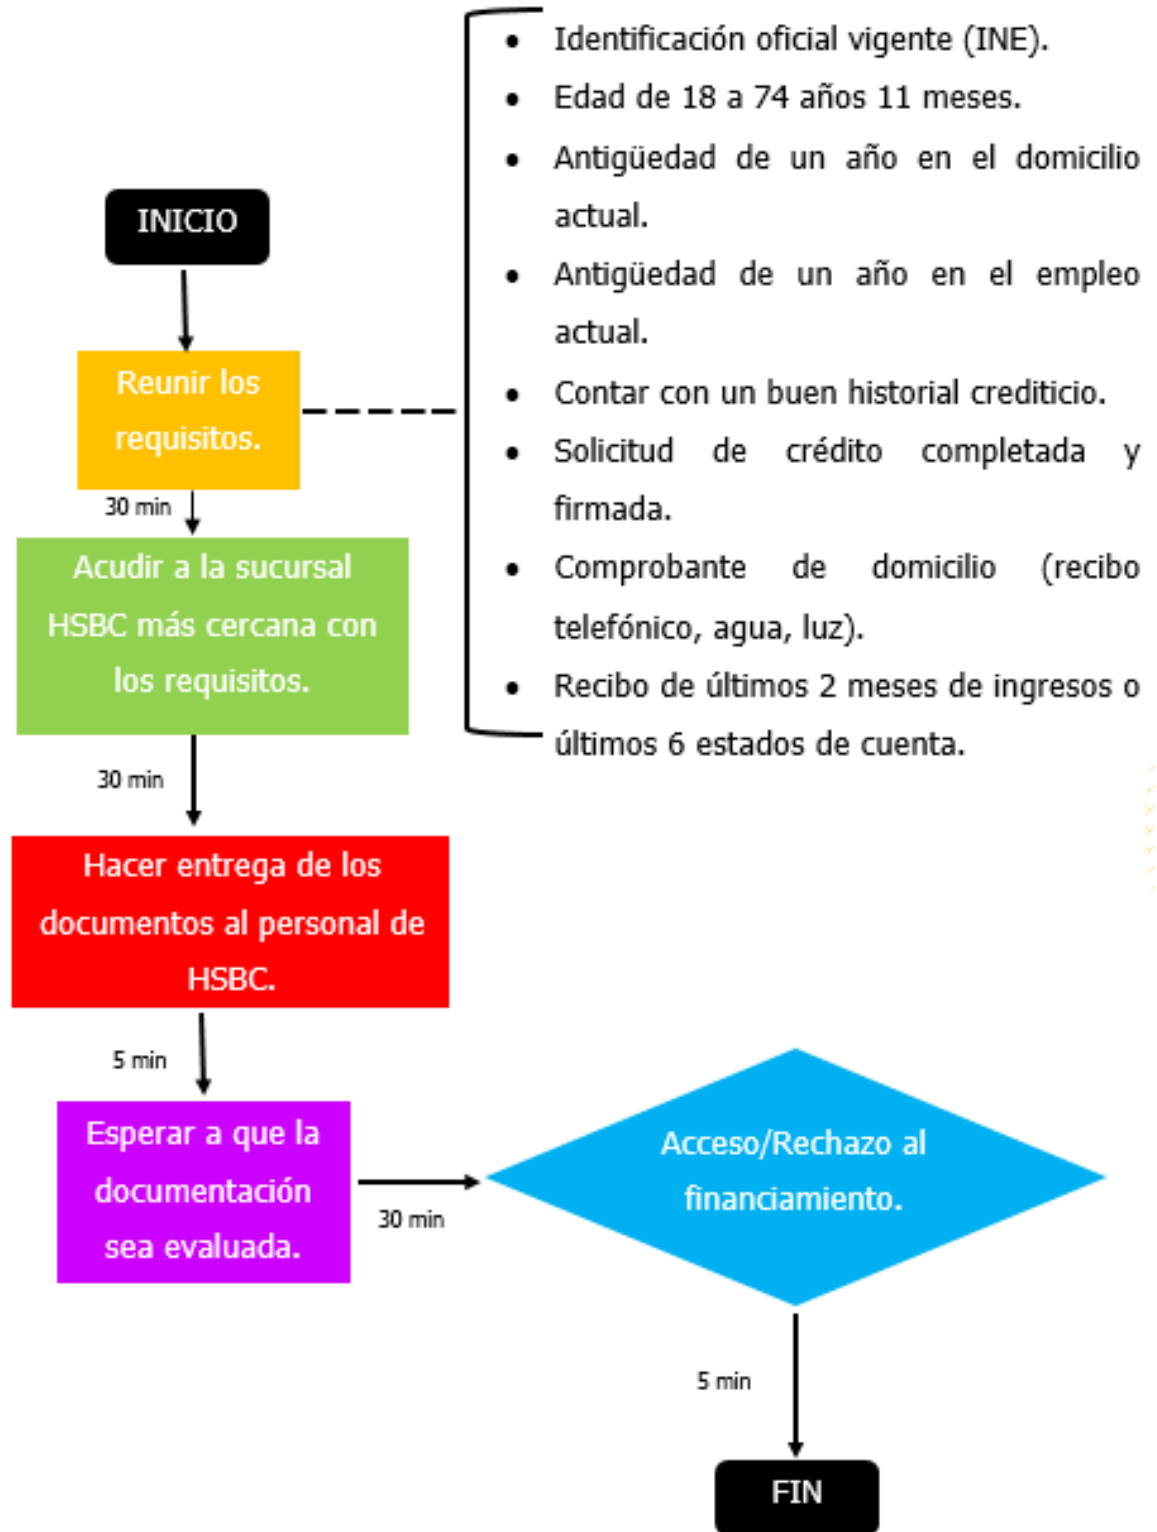 INICIO
Reunir los
requisitos.
30 min
Acudir a la sucursal
HSBC más cercana con
los requisitos.
30 min
Hacer entrega de los
documentos al personal de
HSBC.
5 min
Esperar a que la
documentación
sea evaluada.
30 min
Acceso/Rechazo al
financiamiento.
5 min
FIN
• Identificación oficial vigente (INE).
• Edad de 18 a 74 años 11 meses.
• Antigüedad de un año en el domicilio
actual.
• Antigüedad de un año en el empleo
actual.
• Contar con un buen historial crediticio.
• Solicitud de crédito completada y
firmada.
• Comprobante de domicilio (recibo
telefónico, agua, luz).
• Recibo de últimos 2 meses de ingresos o
últimos 6 estados de cuenta.